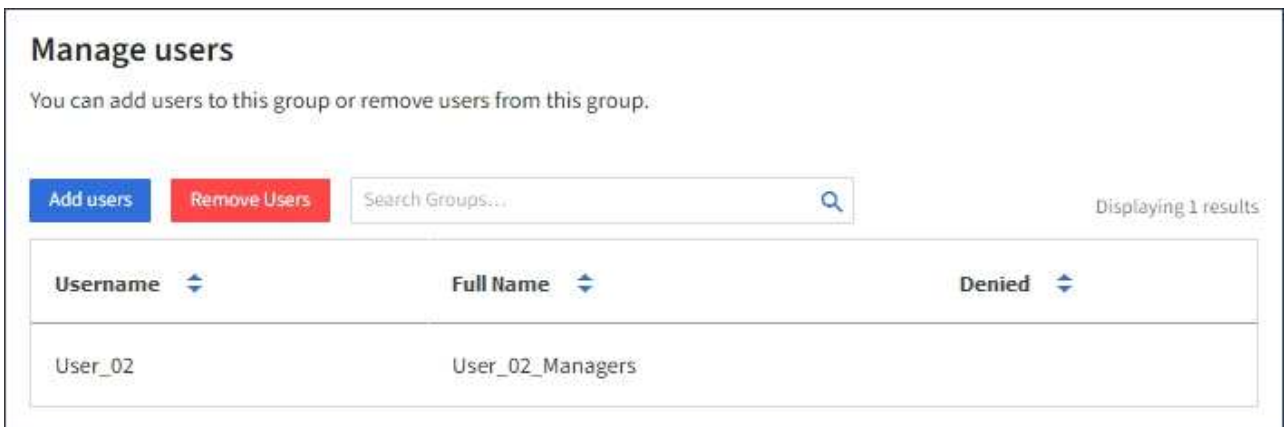 Manage users
You can add users to this group or remove users from this group.
Add users Remove Users Search Groups... Displaying 1 results
Username Full Name Denied
User_02 User_02_Managers